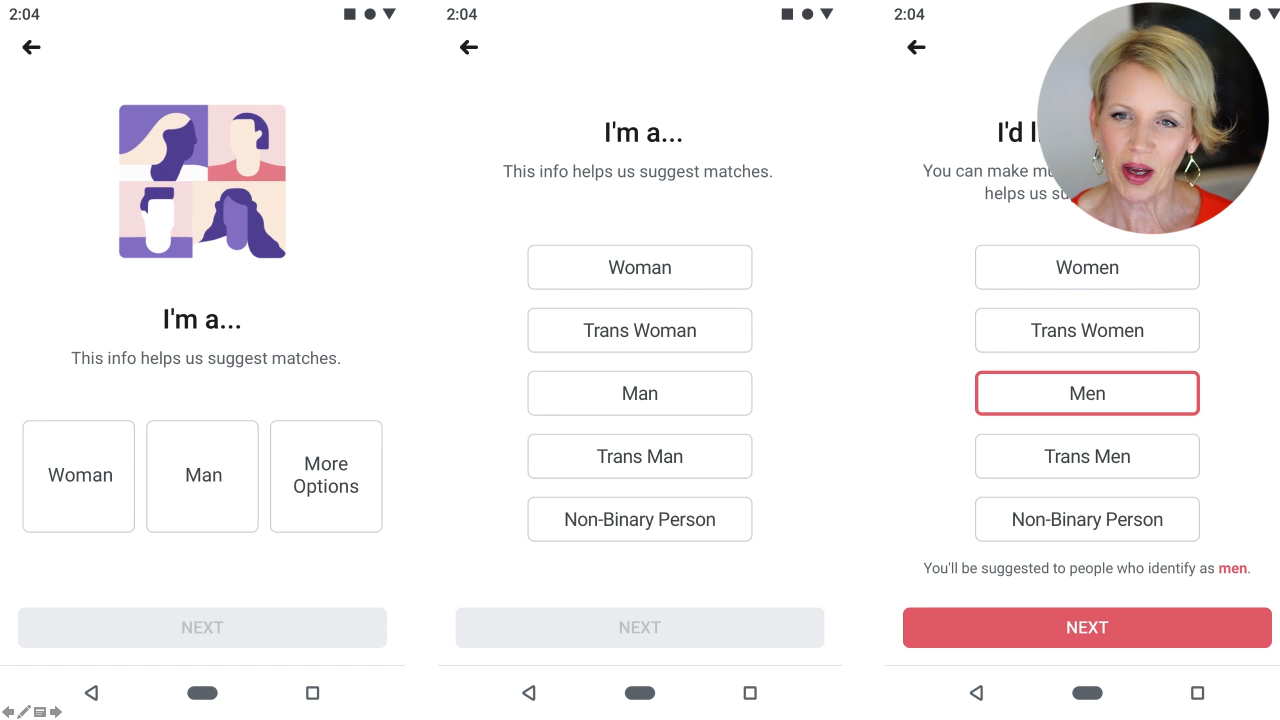 2:04
I'm a...
This info helps us suggest matches.
Woman
Man
More
Options
NEXT
2:04
I'm a...
This info helps us suggest matches.
Woman
Trans Woman
Man
Trans Man
Non-Binary Person
NEXT
2:04
I'd
You can make
helps us
Women
Trans Women
Men
Trans Men
Non-Binary Person
You'll be suggested to people who identify as men.
NEXT